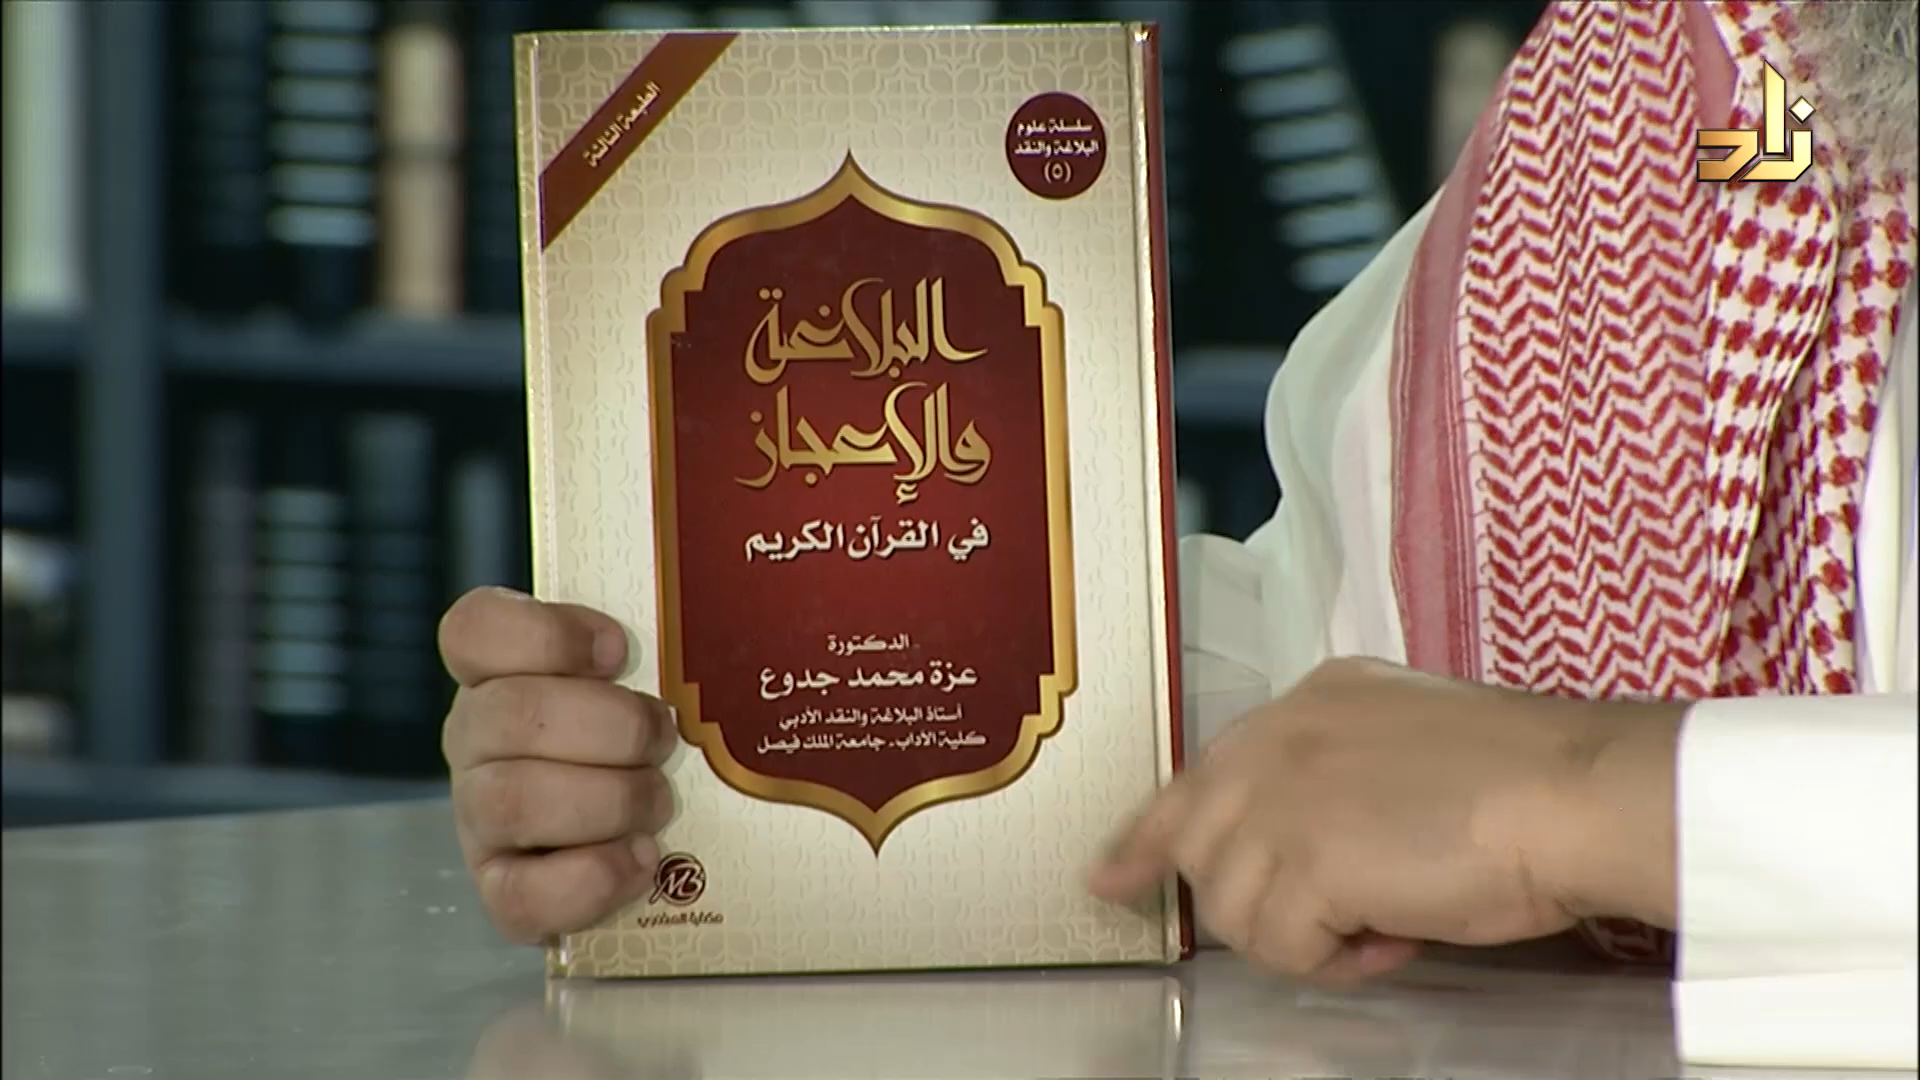 الطبعة الثالثة
سلسلة علوم
البلاغة والنقد
(٥)
زاد
البلاغة
والإعجاز
في القرآن الكريم
الدكتورة
عزة محمد جدوع
أستاذ البلاغة والنقد الأدبي
كلية الآداب - جامعة الملك فيصل
مكتبة المتنبي